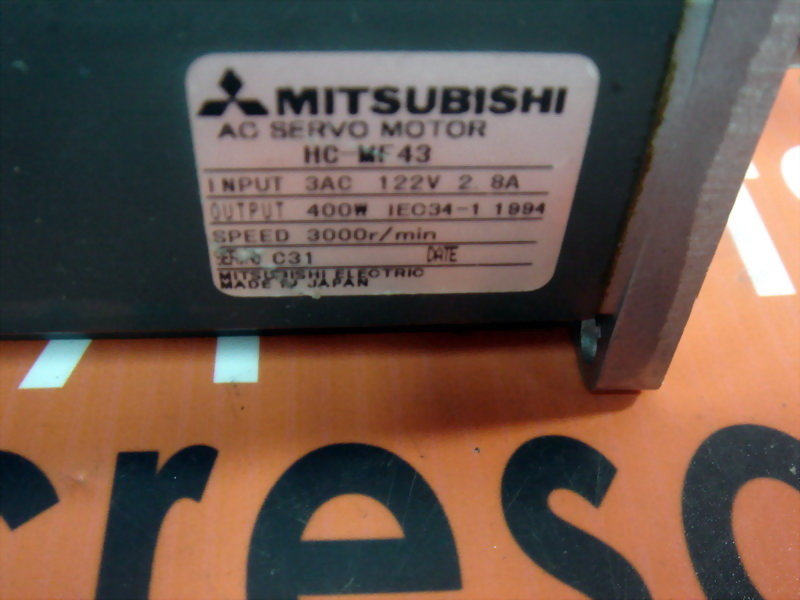 MITSUBISHI
AC SERVO MOTOR
HC-MF43
INPUT 3AC 122V 2.8A
OUTPUT 400W IEC34-1 1994
SPEED 3000r/min
C31 DATE
MITSUBISHI ELECTRIC
MADE IN JAPAN
creso